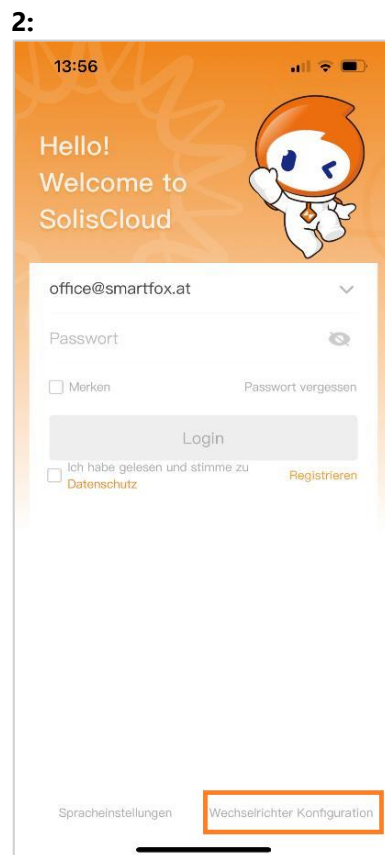 2:
13:56
Hello!
Welcome to
SolisCloud
office@smartfox.at
Passwort
Merken
Passwort vergessen
Login
Ich habe gelesen und stimme zu
Datenschutz
Registrieren
Spracheinstellungen
Wechselrichter Konfiguration